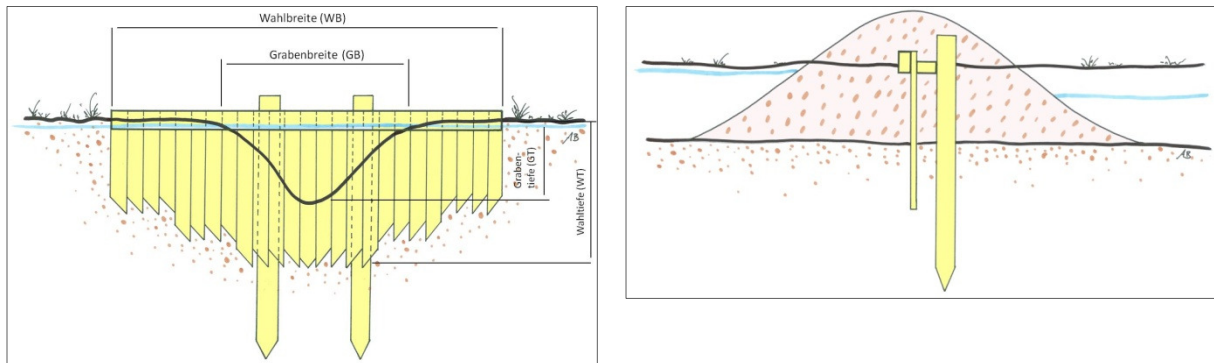 Wahlbreite (WB)
Grabenbreite (GB)
Graben-
tiefe (GT)
Wahltiefe (WT)